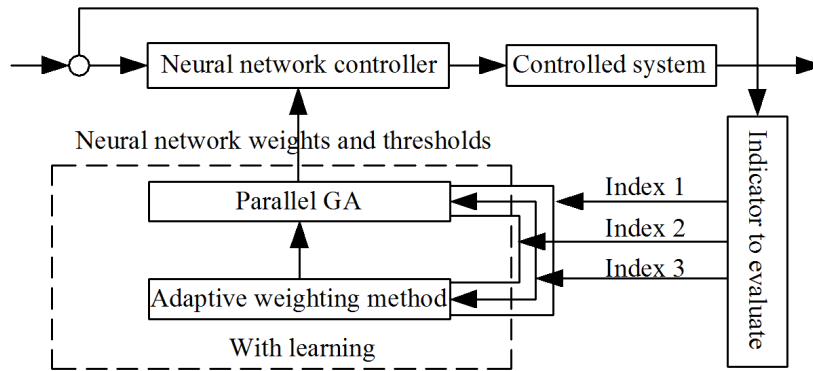 Neural network controller
Controlled system
Neural network weights and thresholds
Parallel GA
Index 1
Index 2
Index 3
Indicator to evaluate
Adaptive weighting method
With learning